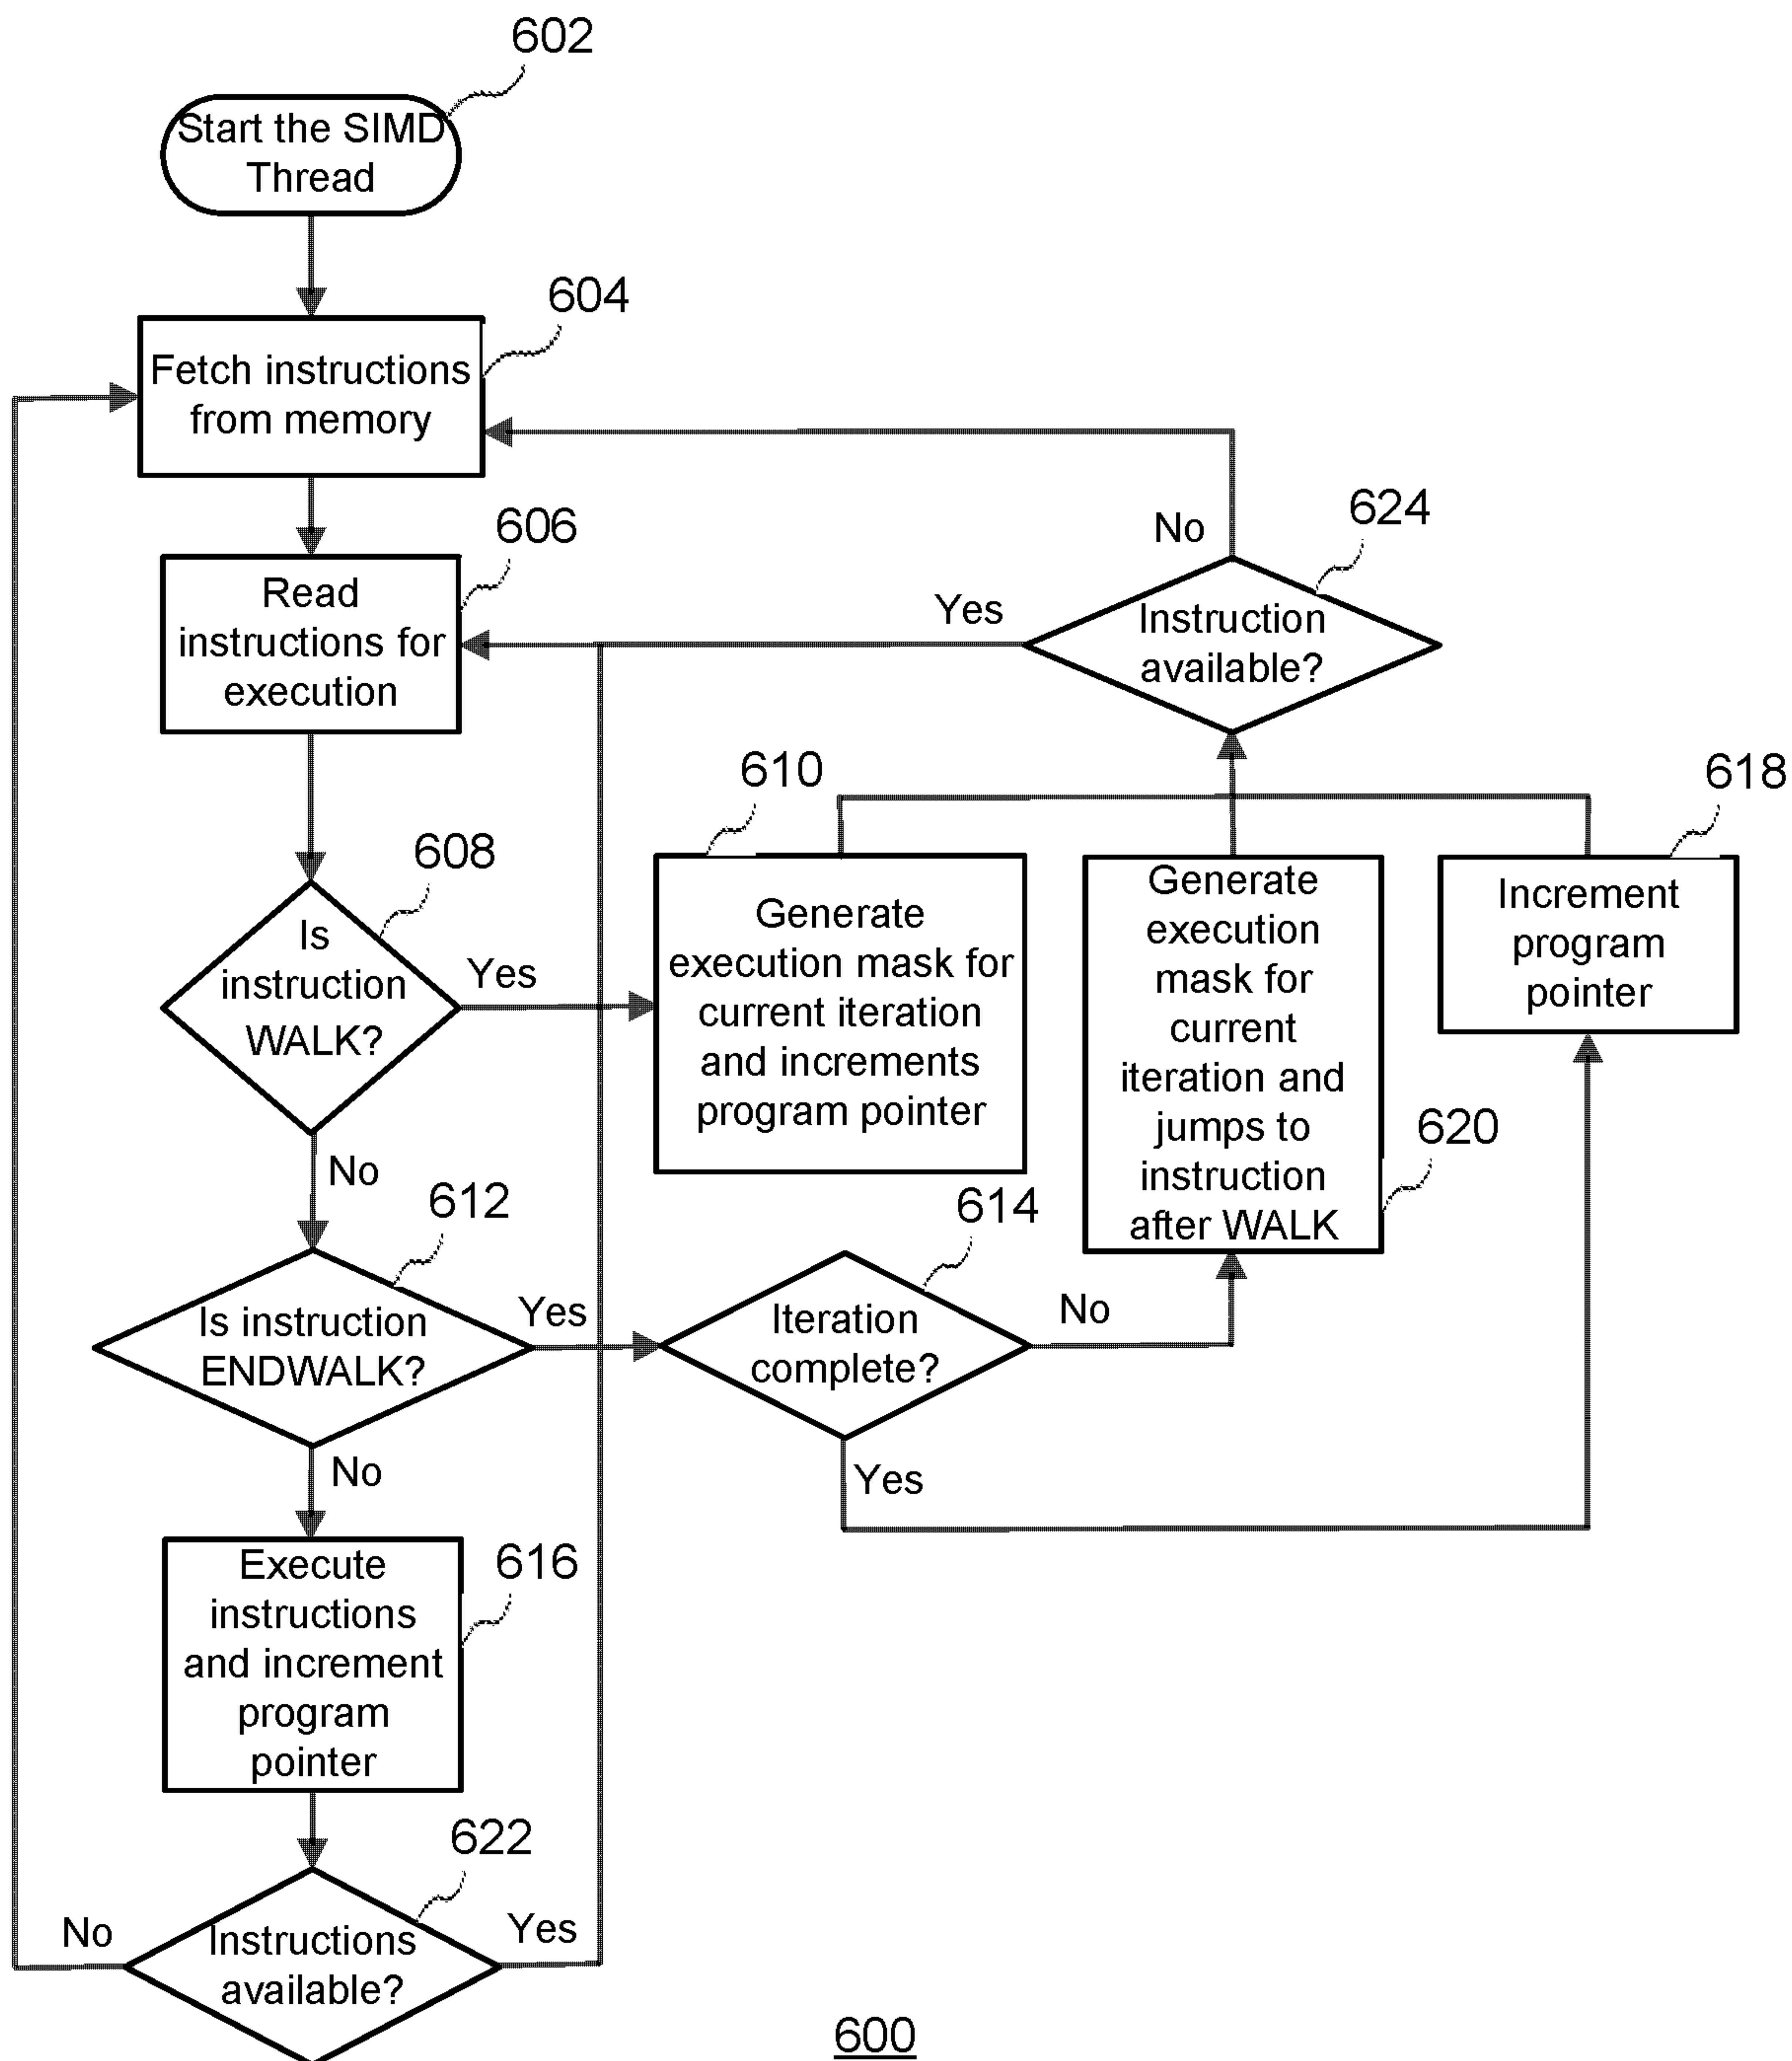 602
Start the SIMD
Thread
604
Fetch instructions
from memory
606
Read
instructions for
execution
624
No
Yes
Instruction
available?
608
Is
instruction
WALK?
Yes
No
610
Generate
execution mask for
current iteration
and increments
program pointer
Generate
execution
mask for
current
iteration and
jumps to
instruction
after WALK
620
618
Increment
program
pointer
612
Is instruction
ENDWALK?
Yes
No
614
Iteration
complete?
No
Yes
616
Execute
instructions
and increment
program
pointer
622
No
Instructions
available?
Yes
600